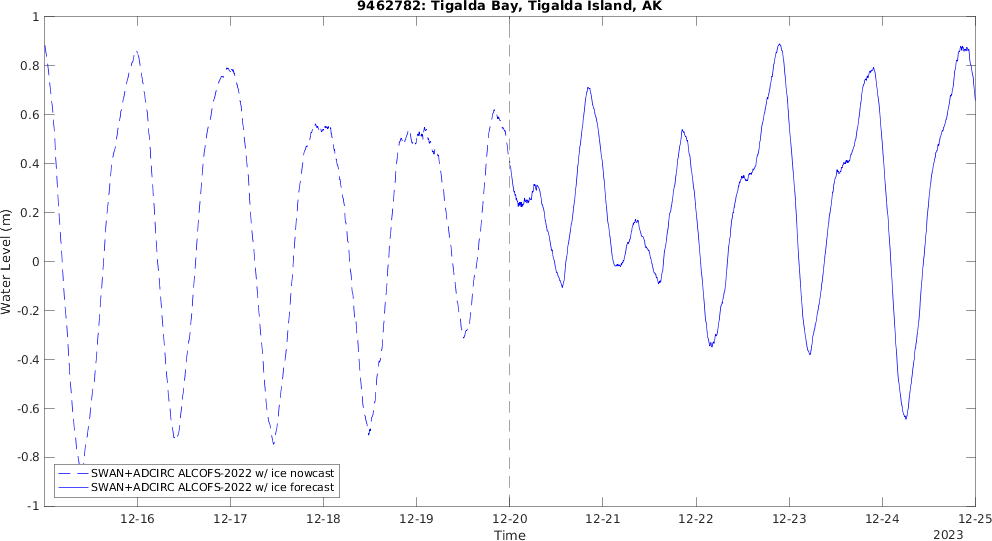 9462782: Tigalda Bay, Tigalda Island, AK
1
0.8
0.6
0.4
0.2
0
-0.2
-0.4
-0.6
-0.8
-1
Water Level (m)
SWAN+ADCIRC ALCOFS-2022 w/ ice nowcast
SWAN+ADCIRC ALCOFS-2022 w/ ice forecast
12-16 12-17 12-18 12-19 12-20 12-21 12-22 12-23 12-24 12-25
Time
2023